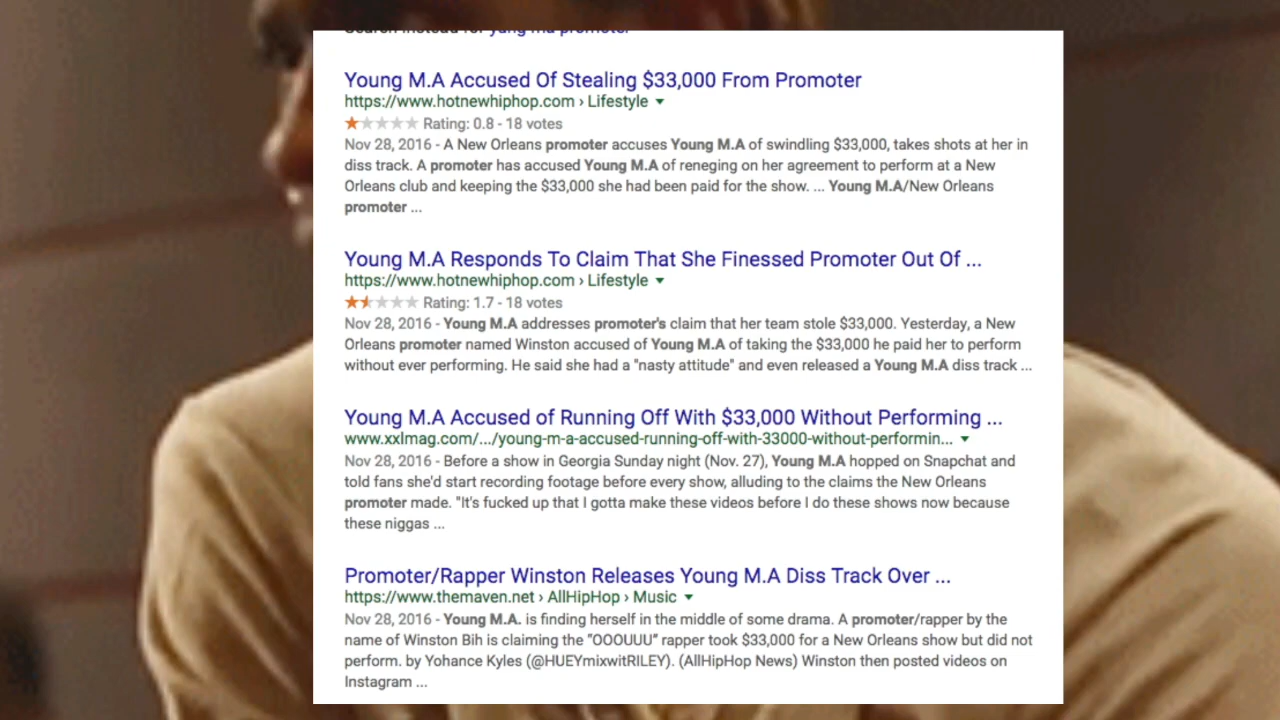 Search instead for yung ma promoter
Young M.A Accused Of Stealing $33,000 From Promoter
https://www.hotnewhiphop.com › Lifestyle ▼
Rating: 0.8 - 18 votes
Nov 28, 2016 - A New Orleans promoter accuses Young M.A of swindling $33,000, takes shots at her in
diss track. A promoter has accused Young M.A of reneging on her agreement to perform at a New
Orleans club and keeping the $33,000 she had been paid for the show. ... Young M.A/New Orleans
promoter ...
Young M.A Responds To Claim That She Finessed Promoter Out Of ...
https://www.hotnewhiphop.com › Lifestyle ▼
Rating: 1.7 - 18 votes
Nov 28, 2016 - Young M.A addresses promoter's claim that her team stole $33,000. Yesterday, a New
Orleans promoter named Winston accused of Young M.A of taking the $33,000 he paid her to perform
without ever performing. He said she had a "nasty attitude" and even released a Young M.A diss track ...
Young M.A Accused of Running Off With $33,000 Without Performing ...
www.xxlmag.com/.../young-m-a-accused-running-off-with-33000-without-performin... ▼
Nov 28, 2016 - Before a show in Georgia Sunday night (Nov. 27), Young M.A hopped on Snapchat and
told fans she'd start recording footage before every show, alluding to the claims the New Orleans
promoter made. "It's fucked up that I gotta make these videos before I do these shows now because
these niggas ...
Promoter/Rapper Winston Releases Young M.A Diss Track Over ...
https://www.themaven.net › AllHipHop › Music ▼
Nov 28, 2016 - Young M.A. is finding herself in the middle of some drama. A promoter/rapper by the
name of Winston Bih is claiming the “OOOUUU” rapper took $33,000 for a New Orleans show but did not
perform. by Yohance Kyles (@HUEYmixwitRILEY). (AllHipHop News) Winston then posted videos on
Instagram ...